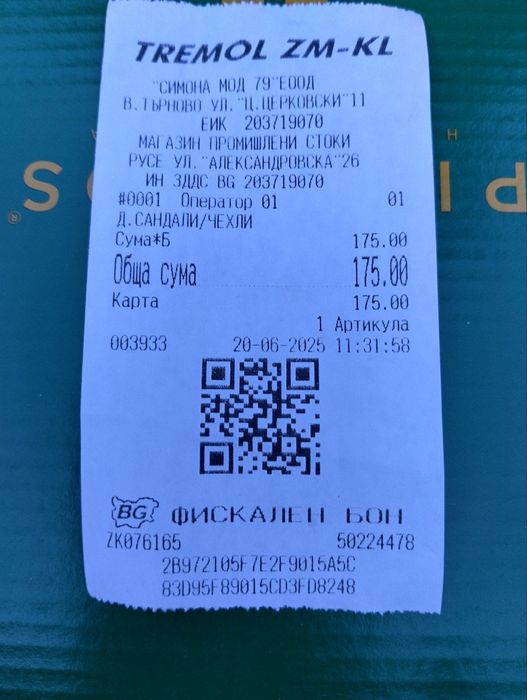 TREMOL ZM-KL
"СИМОНА МОД 79"ЕООД
В.ТЪРНОВО УЛ."Ц.ЦЕРКОВСКИ"11
ЕИК 203719070
МАГАЗИН ПРОМИШЛЕНИ СТОКИ
РУСЕ УЛ."АЛЕКСАНДРОВСКА"26
ИН ЗДДС BG 203719070
#0001 Оператор 01 01
Д.САНДАЛИ/ЧЕХЛИ
Сума*Б 175.00
Обща сума 175.00
Карта 175.00
1 Артикула
003933 20-06-2025 11:31:58
BG ФИСКАЛЕН БОН
ZK076165 50224478
2B972105F7E2F9015A5C
83D95F89015CD3FD8248